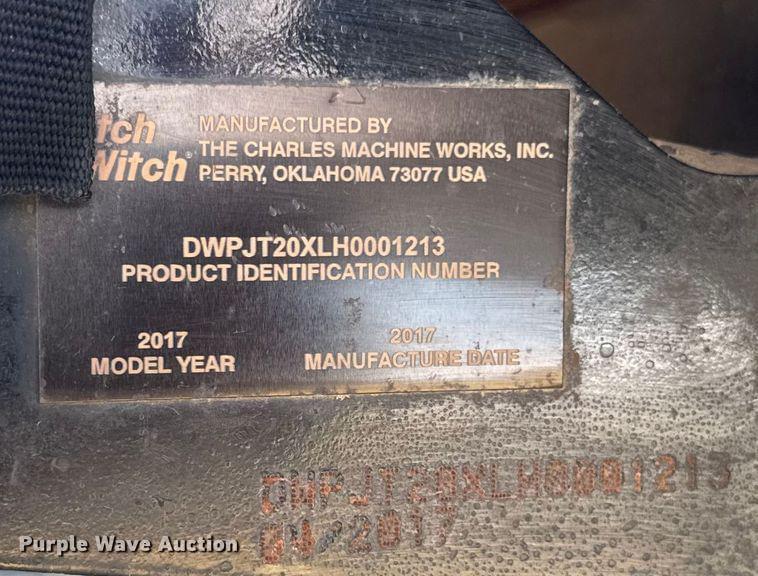 tch
Witch®
MANUFACTURED BY
THE CHARLES MACHINE WORKS, INC.
PERRY, OKLAHOMA 73077 USA
DWPJT20XLH0001213
PRODUCT IDENTIFICATION NUMBER
2017
MODEL YEAR
2017
MANUFACTURE DATE
DWPJT20XLH0001213
04/2017
Purple Wave Auction